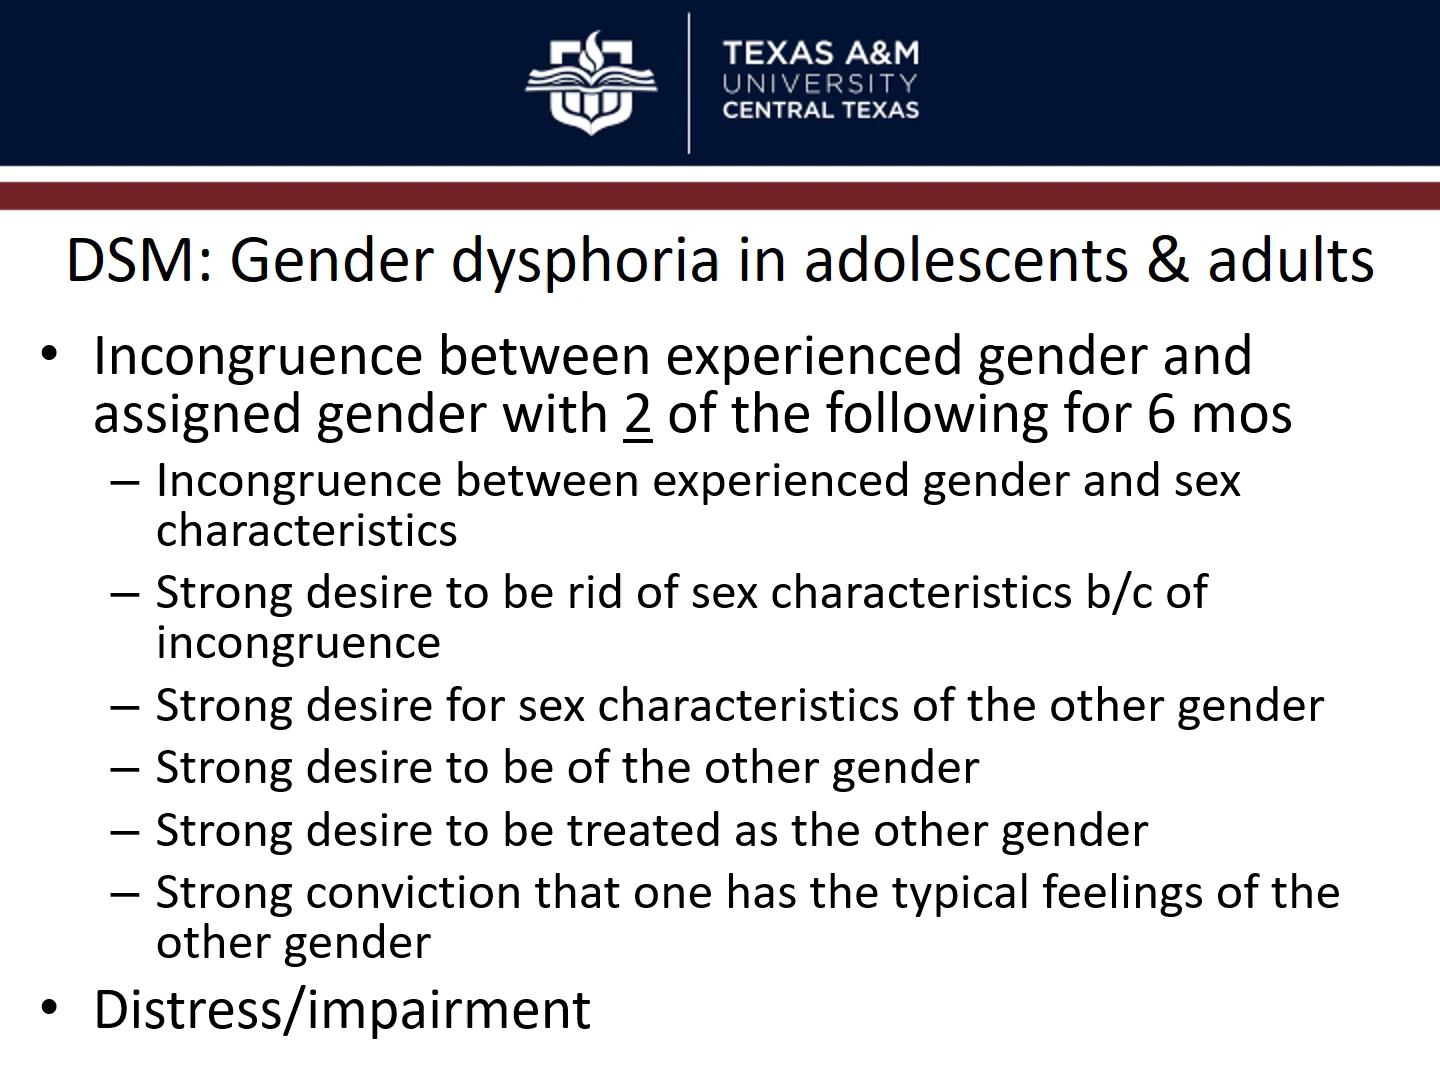 TEXAS A&M
UNIVERSITY
CENTRAL TEXAS
DSM: Gender dysphoria in adolescents & adults
• Incongruence between experienced gender and
assigned gender with 2 of the following for 6 mos
– Incongruence between experienced gender and sex
characteristics
– Strong desire to be rid of sex characteristics b/c of
incongruence
– Strong desire for sex characteristics of the other gender
– Strong desire to be of the other gender
– Strong desire to be treated as the other gender
– Strong conviction that one has the typical feelings of the
other gender
• Distress/impairment